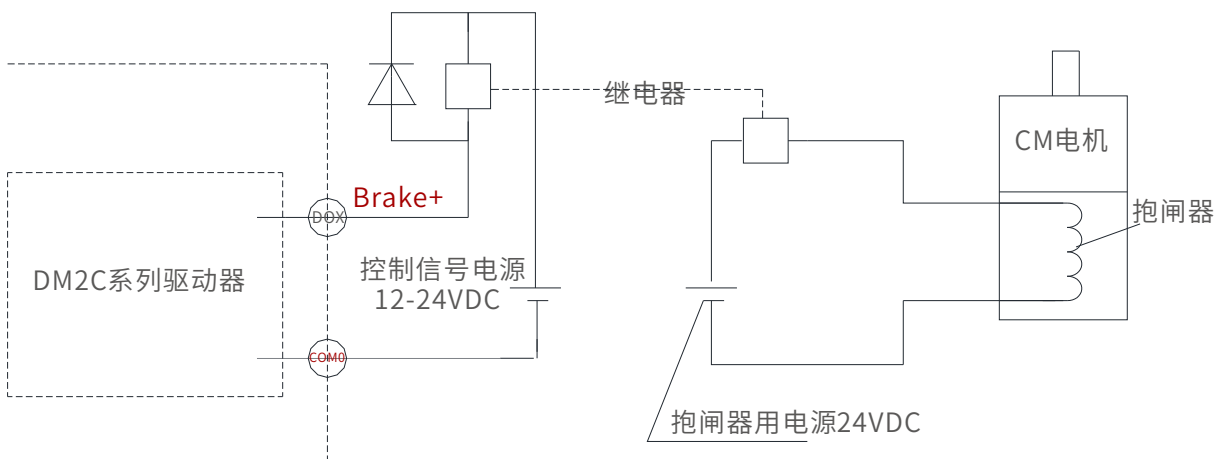 继电器
CM电机
Brake+
DOX
抱闸器
DM2C系列驱动器
控制信号电源
12-24VDC
COM0
抱闸器用电源24VDC